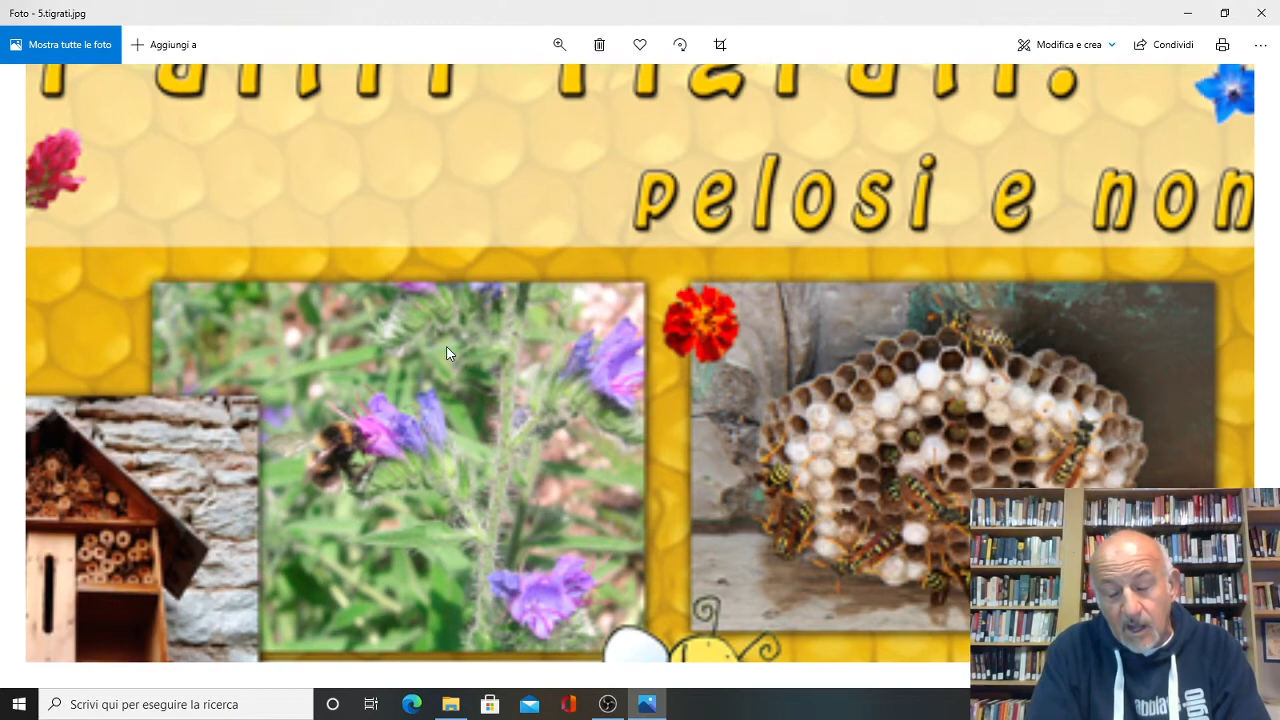 Foto - 5.tigrati.jpg
Mostra tutte le foto
Aggiungi a
Modifica e crea
Condividi
pelosi e non
Scrivi qui per eseguire la ricerca